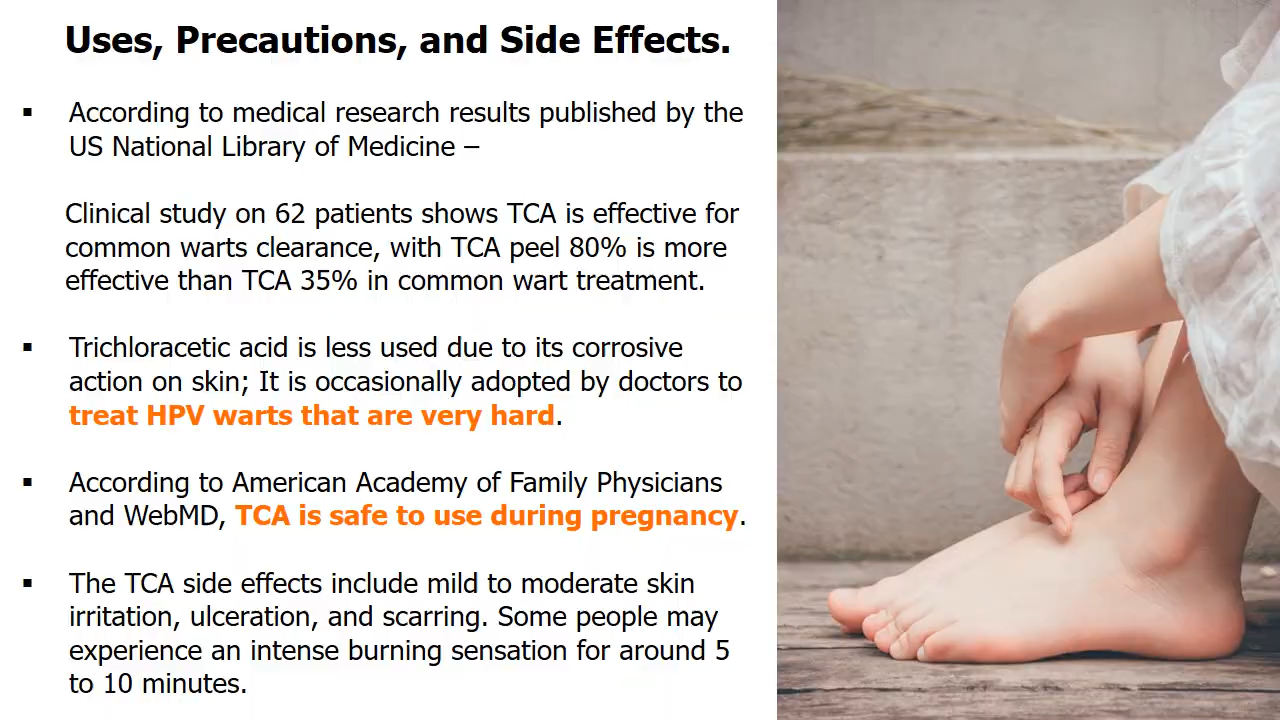 Uses, Precautions, and Side Effects.
▪ According to medical research results published by the
US National Library of Medicine –
Clinical study on 62 patients shows TCA is effective for
common warts clearance, with TCA peel 80% is more
effective than TCA 35% in common wart treatment.
▪ Trichloracetic acid is less used due to its corrosive
action on skin; It is occasionally adopted by doctors to
treat HPV warts that are very hard.
▪ According to American Academy of Family Physicians
and WebMD, TCA is safe to use during pregnancy.
▪ The TCA side effects include mild to moderate skin
irritation, ulceration, and scarring. Some people may
experience an intense burning sensation for around 5
to 10 minutes.